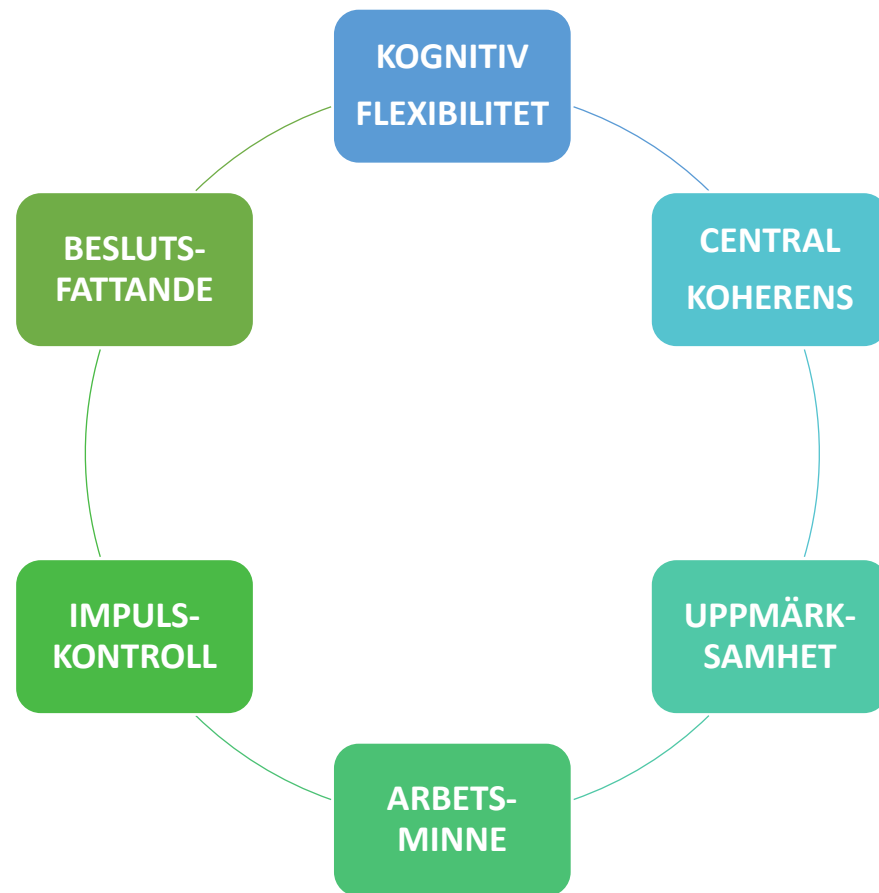 KOGNITIV
FLEXIBILITET
CENTRAL
KOHERENS
UPPMÄRK-
SAMHET
ARBETS-
MINNE
IMPULS-
KONTROLL
BESLUTS-
FATTANDE